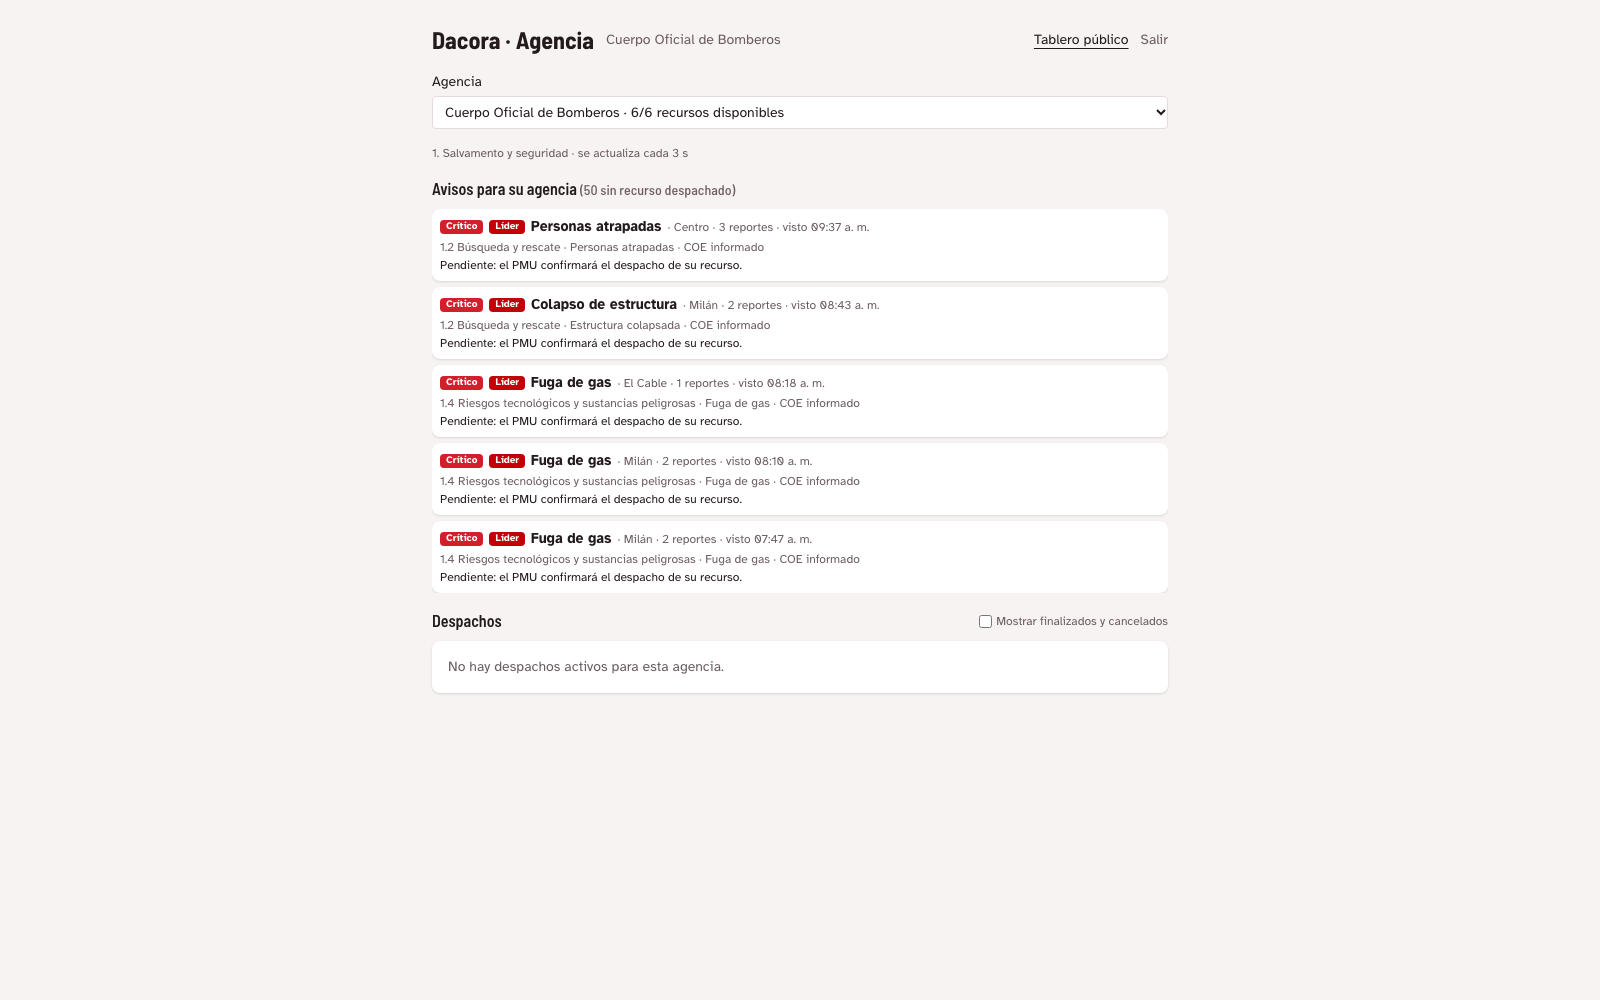 Dacora · Agencia Cuerpo Oficial de Bomberos Tablero público Salir
Agencia
Cuerpo Oficial de Bomberos · 6/6 recursos disponibles
1. Salvamento y seguridad · se actualiza cada 3 s
Avisos para su agencia (50 sin recurso despachado)
Crítico Líder Personas atrapadas · Centro · 3 reportes · visto 09:37 a. m.
1.2 Búsqueda y rescate · Personas atrapadas · COE informado
Pendiente: el PMU confirmará el despacho de su recurso.
Crítico Líder Colapso de estructura · Milán · 2 reportes · visto 08:43 a. m.
1.2 Búsqueda y rescate · Estructura colapsada · COE informado
Pendiente: el PMU confirmará el despacho de su recurso.
Crítico Líder Fuga de gas · El Cable · 1 reportes · visto 08:18 a. m.
1.4 Riesgos tecnológicos y sustancias peligrosas · Fuga de gas · COE informado
Pendiente: el PMU confirmará el despacho de su recurso.
Crítico Líder Fuga de gas · Milán · 2 reportes · visto 08:10 a. m.
1.4 Riesgos tecnológicos y sustancias peligrosas · Fuga de gas · COE informado
Pendiente: el PMU confirmará el despacho de su recurso.
Crítico Líder Fuga de gas · Milán · 2 reportes · visto 07:47 a. m.
1.4 Riesgos tecnológicos y sustancias peligrosas · Fuga de gas · COE informado
Pendiente: el PMU confirmará el despacho de su recurso.
Despachos Mostrar finalizados y cancelados
No hay despachos activos para esta agencia.